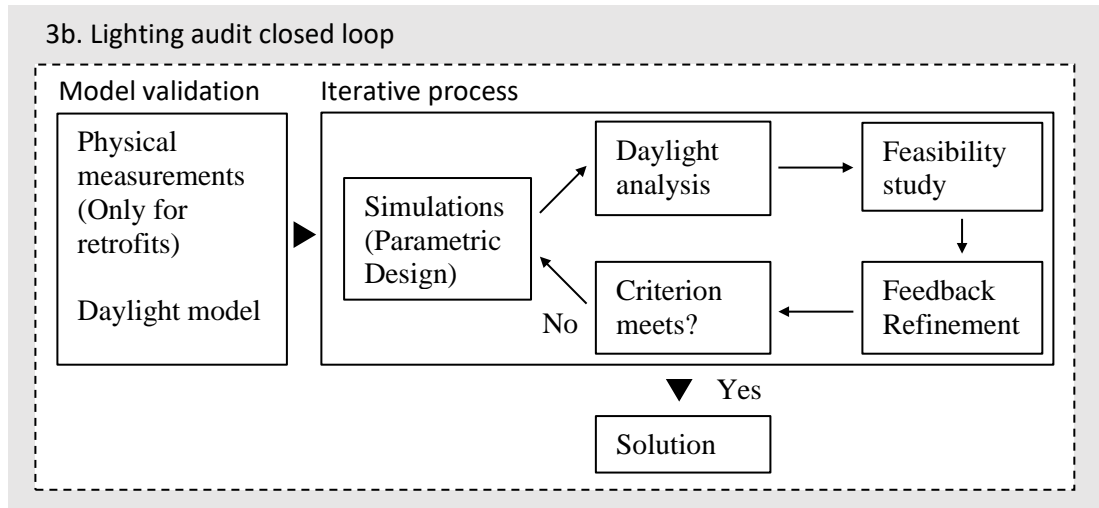 3b. Lighting audit closed loop
Model validation
Physical
measurements
(Only for
retrofits)
Daylight model
Iterative process
Simulations
(Parametric
Design)
Daylight
analysis
Feasibility
study
Feedback
Refinement
Criterion
meets?
No
Yes
Solution